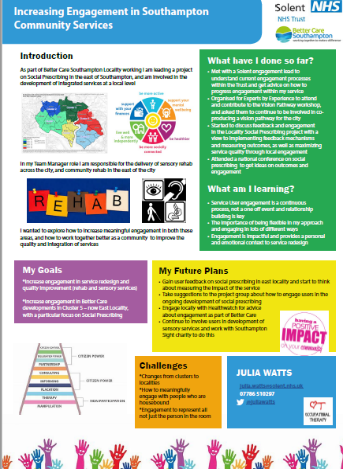 Increasing Engagement in Southampton
Community Services
Solent NHS
NHS Trust
Better Care
Southampton
Introduction
As part of Better Care Southampton Locality working I am leading a project
on Social Prescribing in the east of Southampton, and am involved in the
development of integrated services at a local level
In my Team Manager role I am responsible for the delivery of sensory rehab
across the city, and community rehab in the east of the city
REHAB
I wanted to explore how to increase meaningful engagement in both these
areas, and how to work together better as a community to improve the
quality and integration of services
What have I done so far?
• Met with a Solent engagement lead to
understand current engagement processes
within the Trust and get advice on how to
progress engagement within my service
• Organised for Experts by Experience to attend
and contribute to the Vision Pathway workshop,
and asked them to continue to be involved in co-
producing a vision pathway for the city
• Started to discuss feedback and engagement
in the Locality Social Prescribing project with a
view to implementing feedback mechanisms
and measuring outcomes, as well as maximizing
service quality through local engagement
• Attended a national conference on social
prescribing to get ideas on outcomes and
engagement
What am I learning?
• Service User engagement is a continuous
process, not a one off event and relationship
building is key
• The importance of being flexible in my approach
and engaging in lots of different ways
• Engagement is impactful and provides a personal
and emotional context to service redesign
My Goals
*Increase engagement in service redesign and
quality improvement (rehab and sensory services)
*Increase engagement in Better Care
developments in Cluster 5 – now East Locality,
with a particular focus on Social Prescribing
My Future Plans
• Gain user feedback on social prescribing in east locality and start to think
about measuring the impact of the service
• Take suggestions to the project group about how to engage users in the
ongoing development of social prescribing
• Engage locally with Healthwatch for advice
about engagement as part of Better Care
• Continue to involve users in development of
sensory services and work with Southampton
Sight charity to do this
having a
POSITIVE
IMPACT
CITIZEN POWER
CITIZEN POWER
Challenges
*Changes from clusters to
localities
*How to meaningfully
engage with people who are
housebound
*Engagement to represent all
not just the person in the room
JULIA WATTS
OCCUPATIONAL
THERAPY